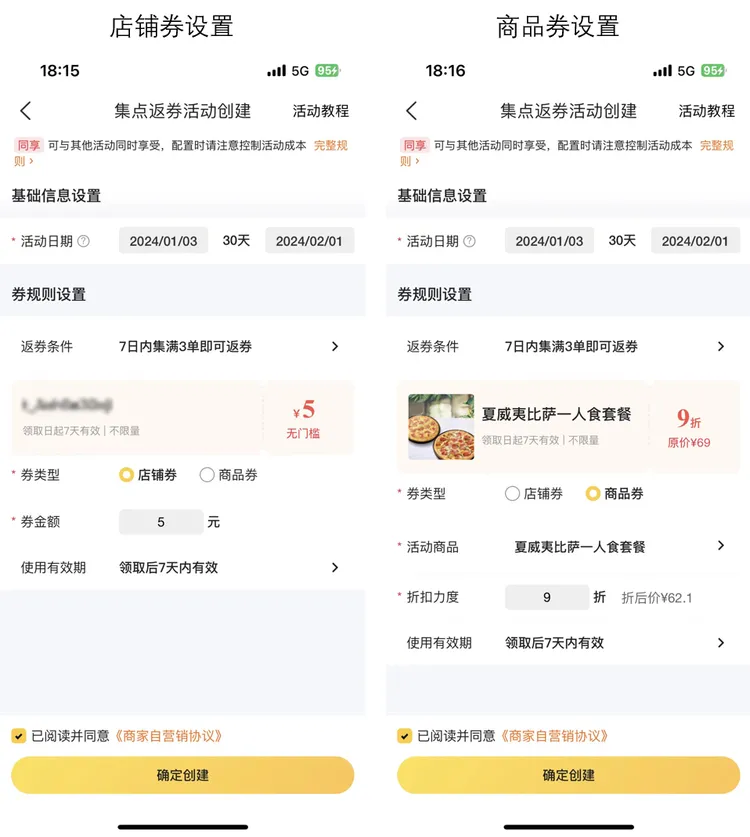 店铺券设置
18:15
5G 95
集点返券活动创建
活动教程
同享 可与其他活动同时享受，配置时请注意控制活动成本 完整规
则 ›
基础信息设置
* 活动日期 ? 2024/01/03 30天 2024/02/01
券规则设置
返券条件 7日内集满3单即可返券
领取日起7天有效 | 不限量
¥5
无门槛
* 券类型 店铺券 商品券
* 券金额 5 元
使用有效期 领取后7天内有效
已阅读并同意《商家自营销协议》
确定创建
商品券设置
18:16
5G 95
集点返券活动创建
活动教程
同享 可与其他活动同时享受，配置时请注意控制活动成本 完整规
则 ›
基础信息设置
* 活动日期 ? 2024/01/03 30天 2024/02/01
券规则设置
返券条件 7日内集满3单即可返券
夏威夷比萨一人食套餐
领取日起7天有效 | 不限量
9折
原价¥69
* 券类型 店铺券 商品券
* 活动商品 夏威夷比萨一人食套餐
* 折扣力度 9 折 折后价¥62.1
使用有效期 领取后7天内有效
已阅读并同意《商家自营销协议》
确定创建